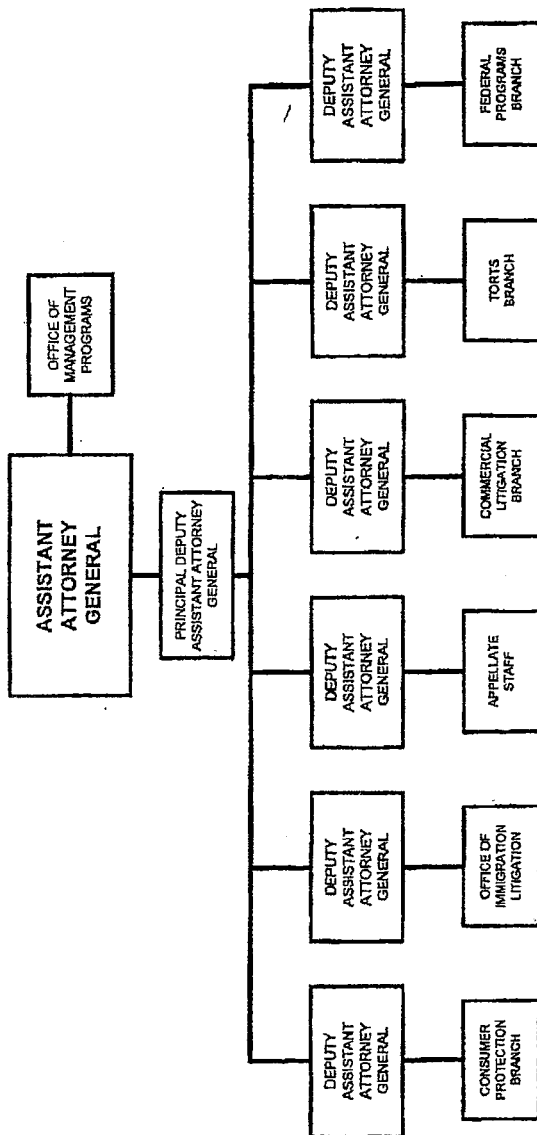 ASSISTANT
ATTORNEY
GENERAL
OFFICE OF
MANAGEMENT
PROGRAMS
PRINCIPAL DEPUTY
ASSISTANT ATTORNEY
GENERAL
DEPUTY
ASSISTANT
ATTORNEY
GENERAL
DEPUTY
ASSISTANT
ATTORNEY
GENERAL
DEPUTY
ASSISTANT
ATTORNEY
GENERAL
DEPUTY
ASSISTANT
ATTORNEY
GENERAL
DEPUTY
ASSISTANT
ATTORNEY
GENERAL
DEPUTY
ASSISTANT
ATTORNEY
GENERAL
CONSUMER
PROTECTION
BRANCH
OFFICE OF
IMMIGRATION
LITIGATION
APPELLATE
STAFF
COMMERCIAL
LITIGATION
BRANCH
TORTS
BRANCH
FEDERAL
PROGRAMS
BRANCH